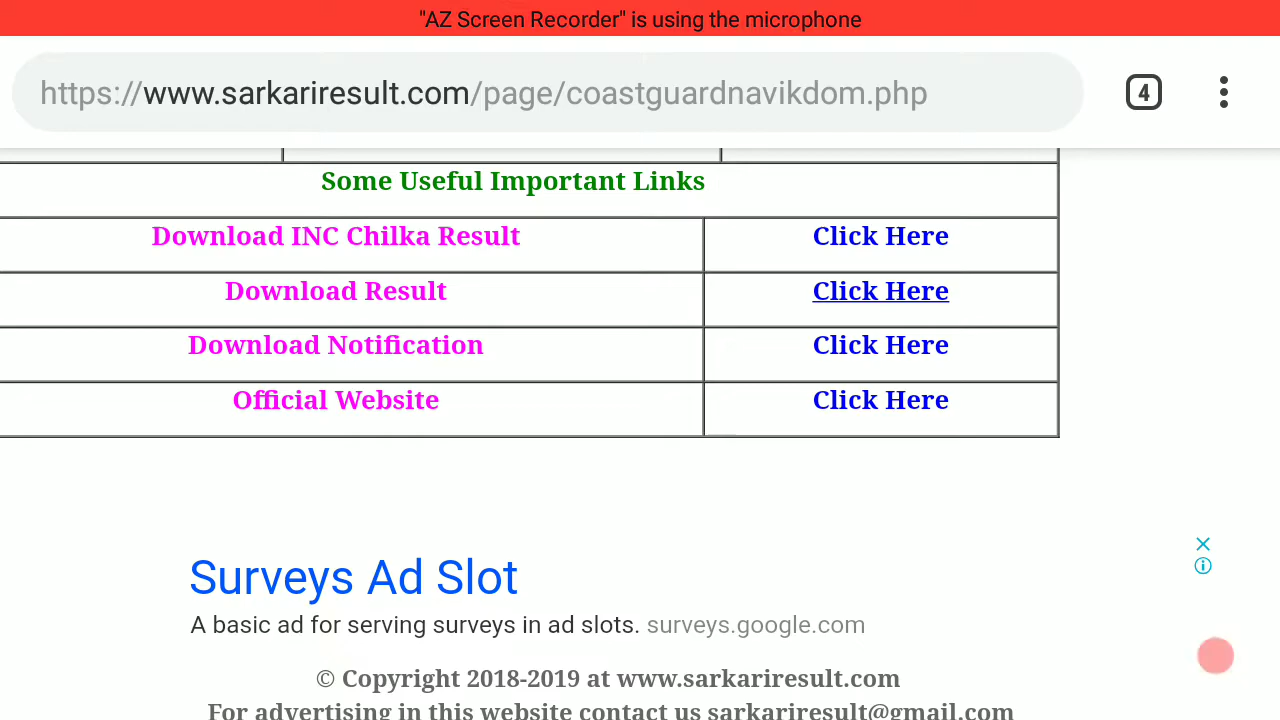 "AZ Screen Recorder" is using the microphone
https://www.sarkariresult.com/page/coastguardnavikdom.php 4
Some Useful Important Links
Download INC Chilka Result Click Here
Download Result Click Here
Download Notification Click Here
Official Website Click Here
Surveys Ad Slot
A basic ad for serving surveys in ad slots. surveys.google.com
© Copyright 2018-2019 at www.sarkariresult.com
For advertising in this website contact us sarkariresult@gmail.com